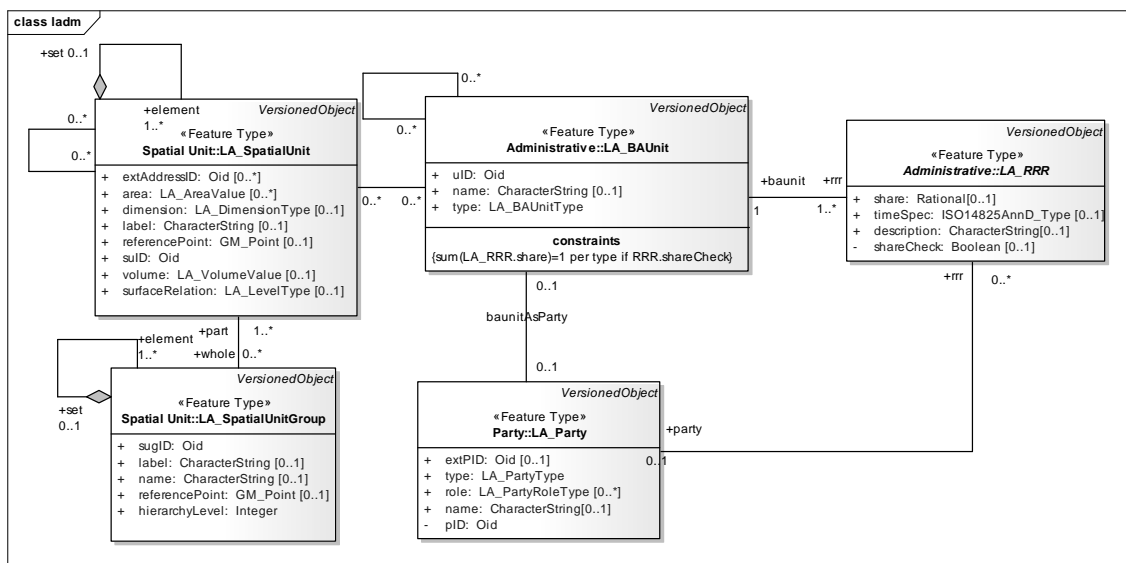 class ladm
+set 0..1
0..*
0..*
+element
1..*
VersionedObject
«Feature Type»
Spatial Unit::LA_SpatialUnit
+ extAddressID: Oid [0..*]
+ area: LA_AreaValue [0..*]
+ dimension: LA_DimensionType [0..1]
+ label: CharacterString [0..1]
+ referencePoint: GM_Point [0..1]
+ suID: Oid
+ volume: LA_VolumeValue [0..1]
+ surfaceRelation: LA_LevelType [0..1]
0..*
0..*
0..*
0..*
VersionedObject
«Feature Type»
Administrative::LA_BAUnit
+ uID: Oid
+ name: CharacterString [0..1]
+ type: LA_BAUnitType
constraints
{sum(LA_RRR.share)=1 per type if RRR.shareCheck}
+baunit
1
+rrr
1..*
VersionedObject
«Feature Type»
Administrative::LA_RRR
+ share: Rational[0..1]
+ timeSpec: ISO14825AnnD_Type [0..1]
+ description: CharacterString[0..1]
- shareCheck: Boolean [0..1]
+rrr
0..*
0..1
baunitAsParty
0..1
+part 1..*
+whole 0..*
+element
1..*
+set
0..1
VersionedObject
«Feature Type»
Spatial Unit::LA_SpatialUnitGroup
+ sugID: Oid
+ label: CharacterString [0..1]
+ name: CharacterString [0..1]
+ referencePoint: GM_Point [0..1]
+ hierarchyLevel: Integer
VersionedObject
«Feature Type»
Party::LA_Party
+ extPID: Oid [0..1]
+ type: LA_PartyType
+ role: LA_PartyRoleType [0..*]
+ name: CharacterString[0..1]
- pID: Oid
+party
0..1